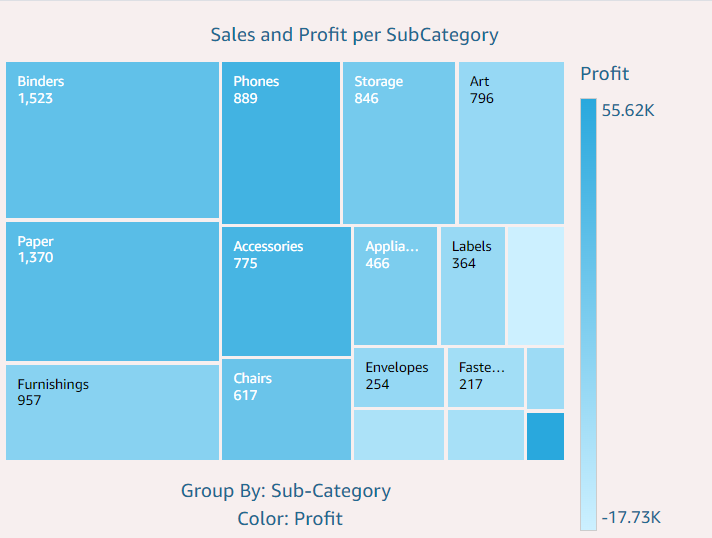 Sales and Profit per SubCategory
Binders
1,523
Phones
889
Storage
846
Art
796
Paper
1,370
Accessories
775
Applia...
466
Labels
364
Furnishings
957
Chairs
617
Envelopes
254
Faste...
217
Group By: Sub-Category
Color: Profit
Profit
55.62K
-17.73K